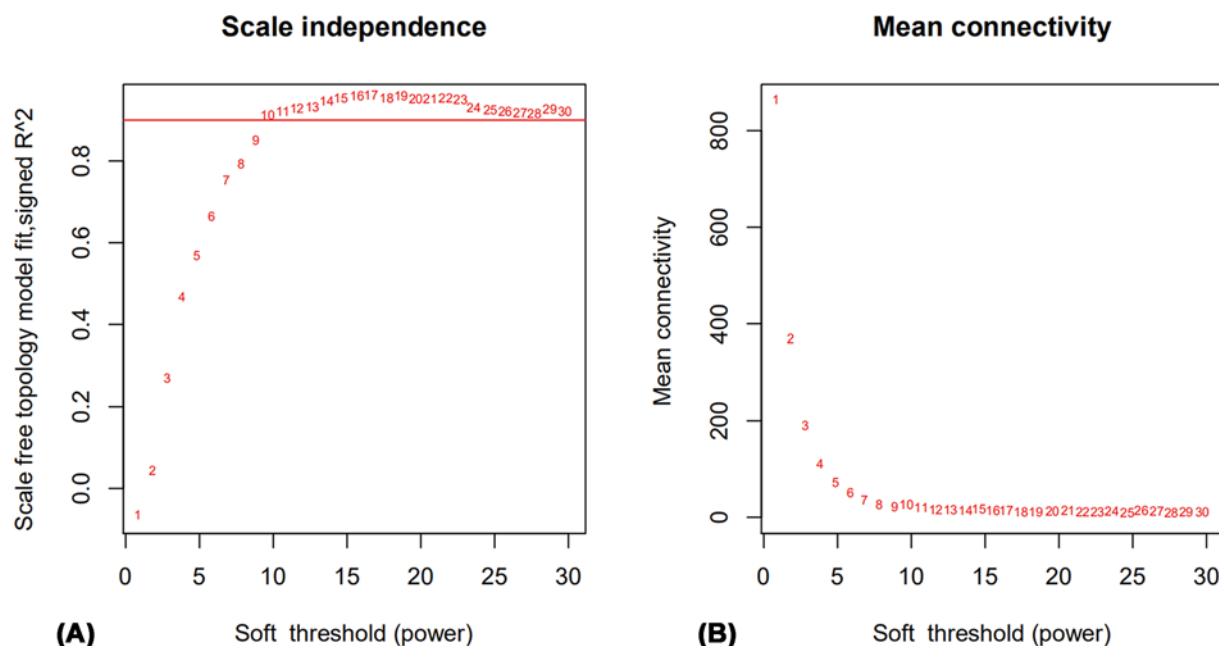 Scale independence
Scale free topology model fit,signed R^2
0.0 0.2 0.4 0.6 0.8
1 2 3 4 5 6 7 8 9 10 11 12 13 14 15 16 17 18 19 20 21 22 23 24 25 26 27 28 29 30
0 5 10 15 20 25 30
(A) Soft threshold (power)
Mean connectivity
Mean connectivity
0 200 400 600 800
1 2 3 4 5 6 7 8 9 10 11 12 13 14 15 16 17 18 19 20 21 22 23 24 25 26 27 28 29 30
0 5 10 15 20 25 30
(B) Soft threshold (power)